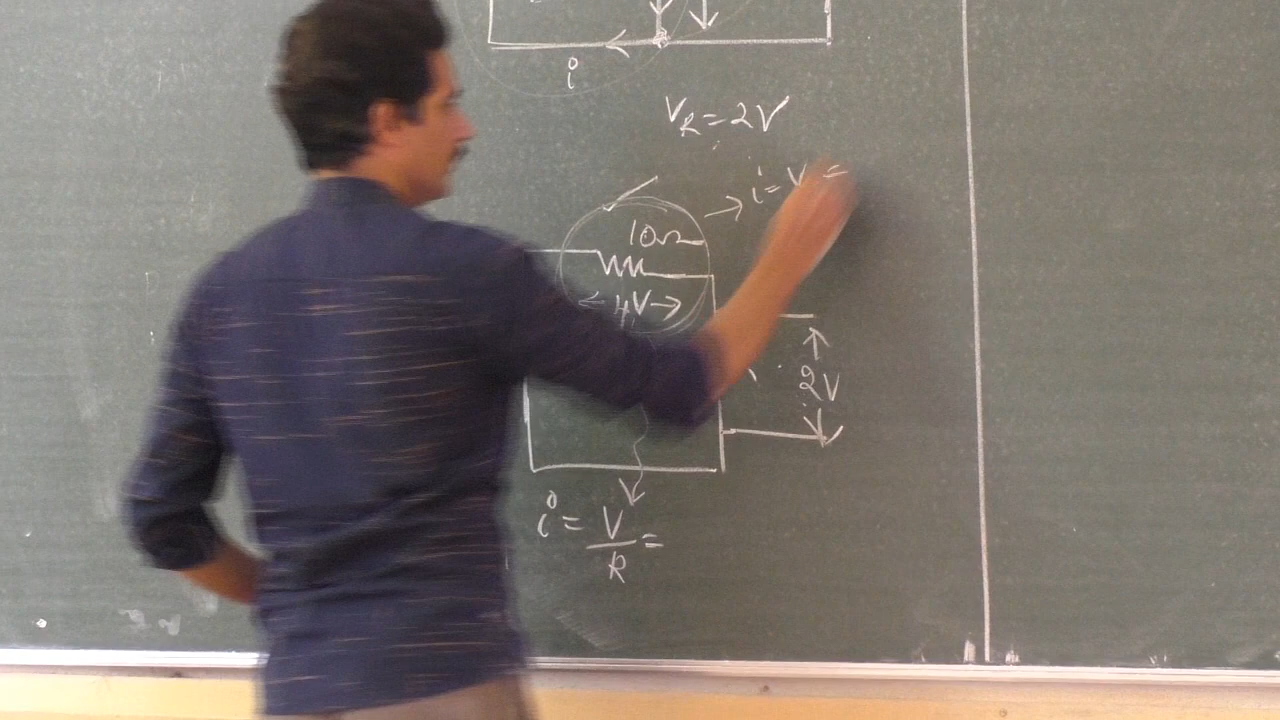 i
V_R = 2V
→ i = V =
10Ω
← 4V →
2V
i = V/R =